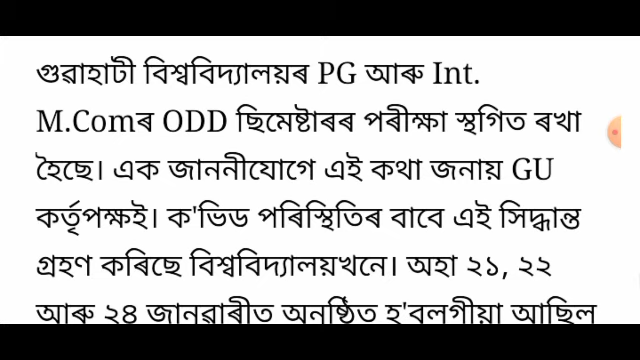 গুৱাহাটী বিশ্ববিদ্যালয়ৰ PG আৰু Int.
M.Comৰ ODD ছিমেষ্টাৰৰ পৰীক্ষা স্থগিত ৰখা
হৈছে। এক জাননীযোগে এই কথা জনায় GU
কৰ্তৃপক্ষই। ক'ভিড পৰিস্থিতিৰ বাবে এই সিদ্ধান্ত
গ্ৰহণ কৰিছে বিশ্ববিদ্যালয়খনে। অহা ২১, ২২
আৰু ২৪ জানুৱাৰীত অনুষ্ঠিত হ'বলগীয়া আছিল